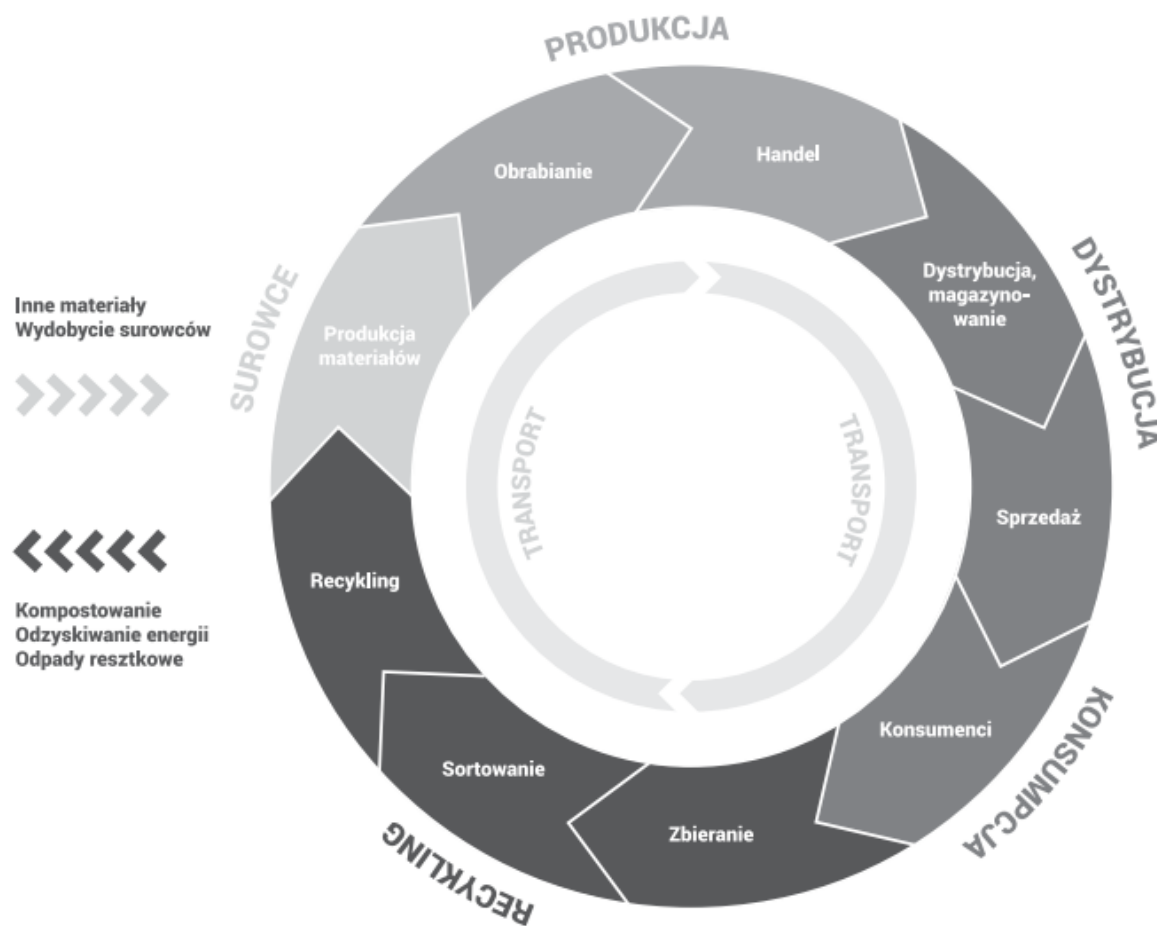 PRODUKCJA
Obrabianie
Handel
Dystrybucja,
magazyno-
wanie
DYSTRYBUCJA
SUROWCE
Inne materiały
Wydobycie surowców
Produkcja
materiałów
TRANSPORT
TRANSPORT
Sprzedaż
Recykling
Kompostowanie
Odzyskiwanie energii
Odpady resztkowe
Konsumenci
KONSUMPCJA
Sortowanie
Zbieranie
RECYKLING